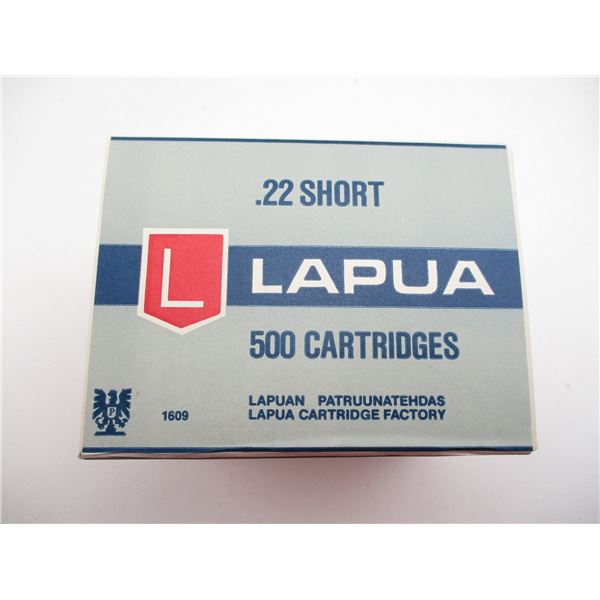 .22 SHORT
L LAPUA
500 CARTRIDGES
LAPUAN PATRUUNATEHDAS
LAPUA CARTRIDGE FACTORY
P
1609